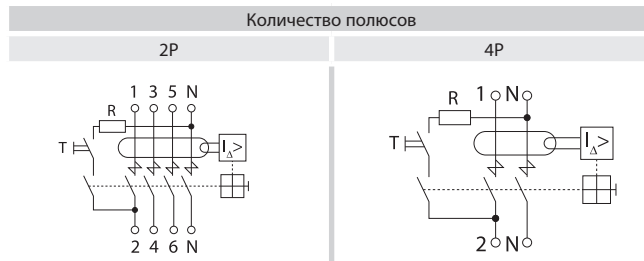 Количество полюсов
2P 4P
1 3 5 N
R
T
I Δ >
2 4 6 N
1 N
R
T
I Δ >
2 N